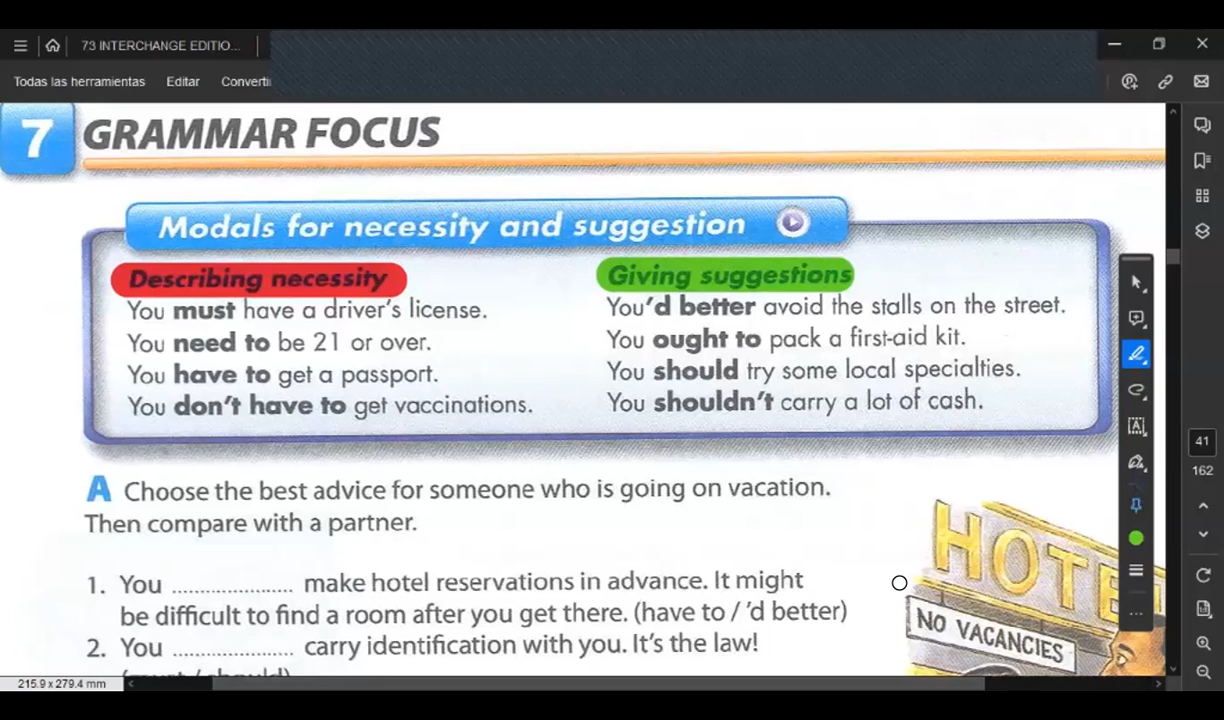 73 INTERCHANGE EDITIO...
Todas las herramientas Editar Converti
7 GRAMMAR FOCUS
Modals for necessity and suggestion
Describing necessity
You must have a driver's license.
You need to be 21 or over.
You have to get a passport.
You don't have to get vaccinations.
Giving suggestions
You'd better avoid the stalls on the street.
You ought to pack a first-aid kit.
You should try some local specialties.
You shouldn't carry a lot of cash.
A Choose the best advice for someone who is going on vacation.
Then compare with a partner.
1. You .................... make hotel reservations in advance. It might
be difficult to find a room after you get there. (have to / 'd better)
2. You .................... carry identification with you. It's the law!
(must / should)
HOTE
NO VACANCIES
41
162
215.9 x 279.4 mm